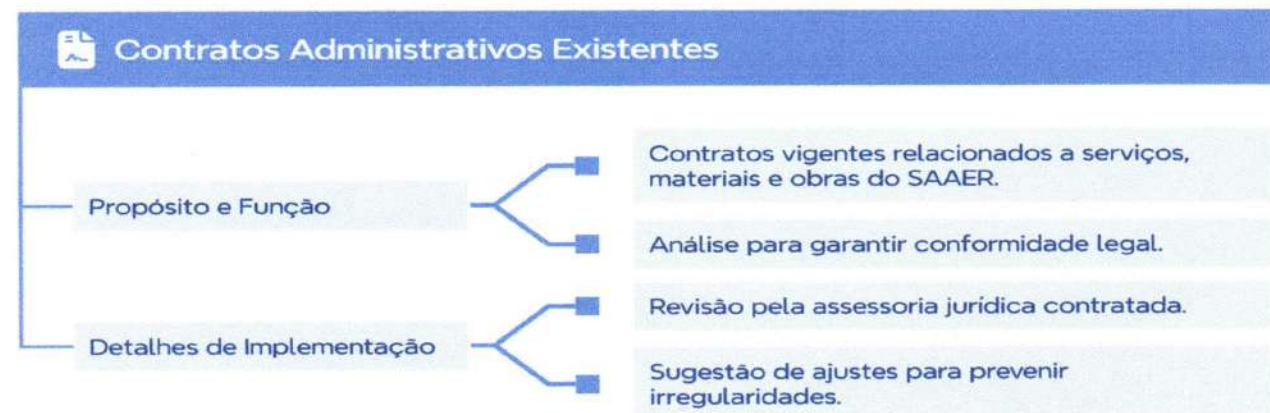 Contratos Administrativos Existentes
Propósito e Função
Contratos vigentes relacionados a serviços,
materiais e obras do SAAER.
Análise para garantir conformidade legal.
Detalhes de Implementação
Revisão pela assessoria jurídica contratada.
Sugestão de ajustes para prevenir
irregularidades.